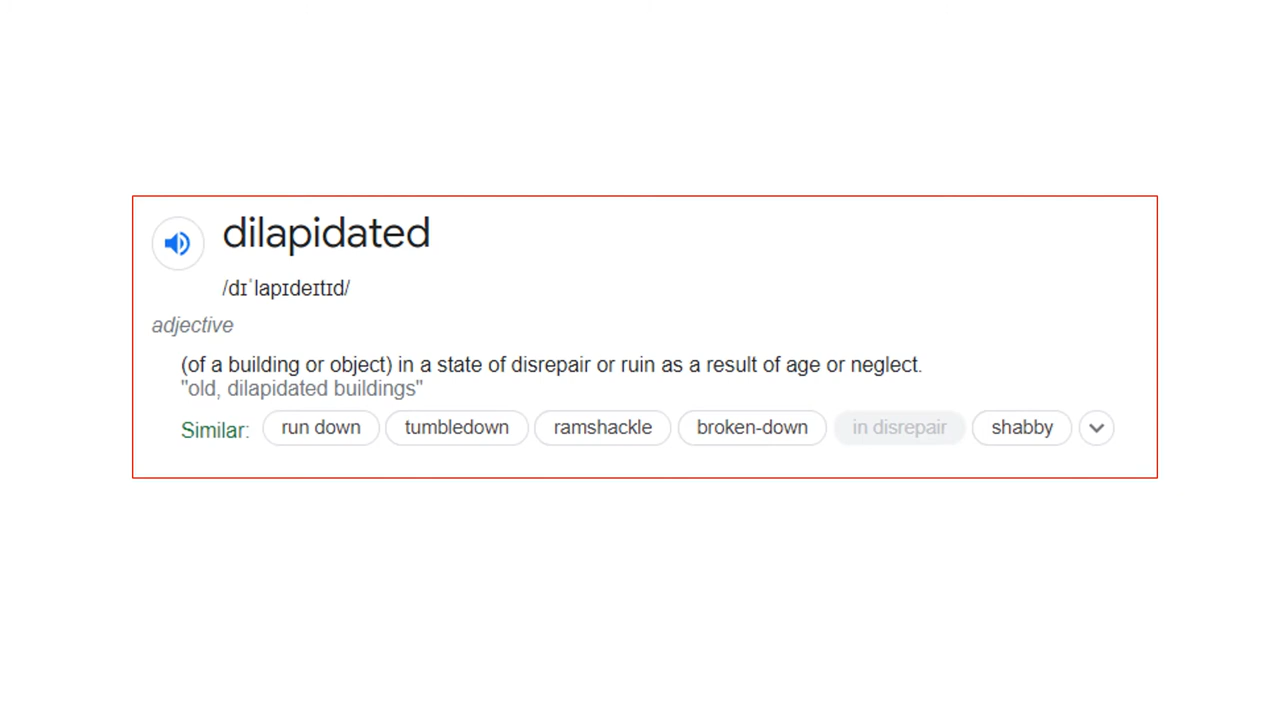 dilapidated
/dɪˈlapɪdeɪtɪd/
adjective
(of a building or object) in a state of disrepair or ruin as a result of age or neglect.
"old, dilapidated buildings"
Similar: run down tumbledown ramshackle broken-down in disrepair shabby